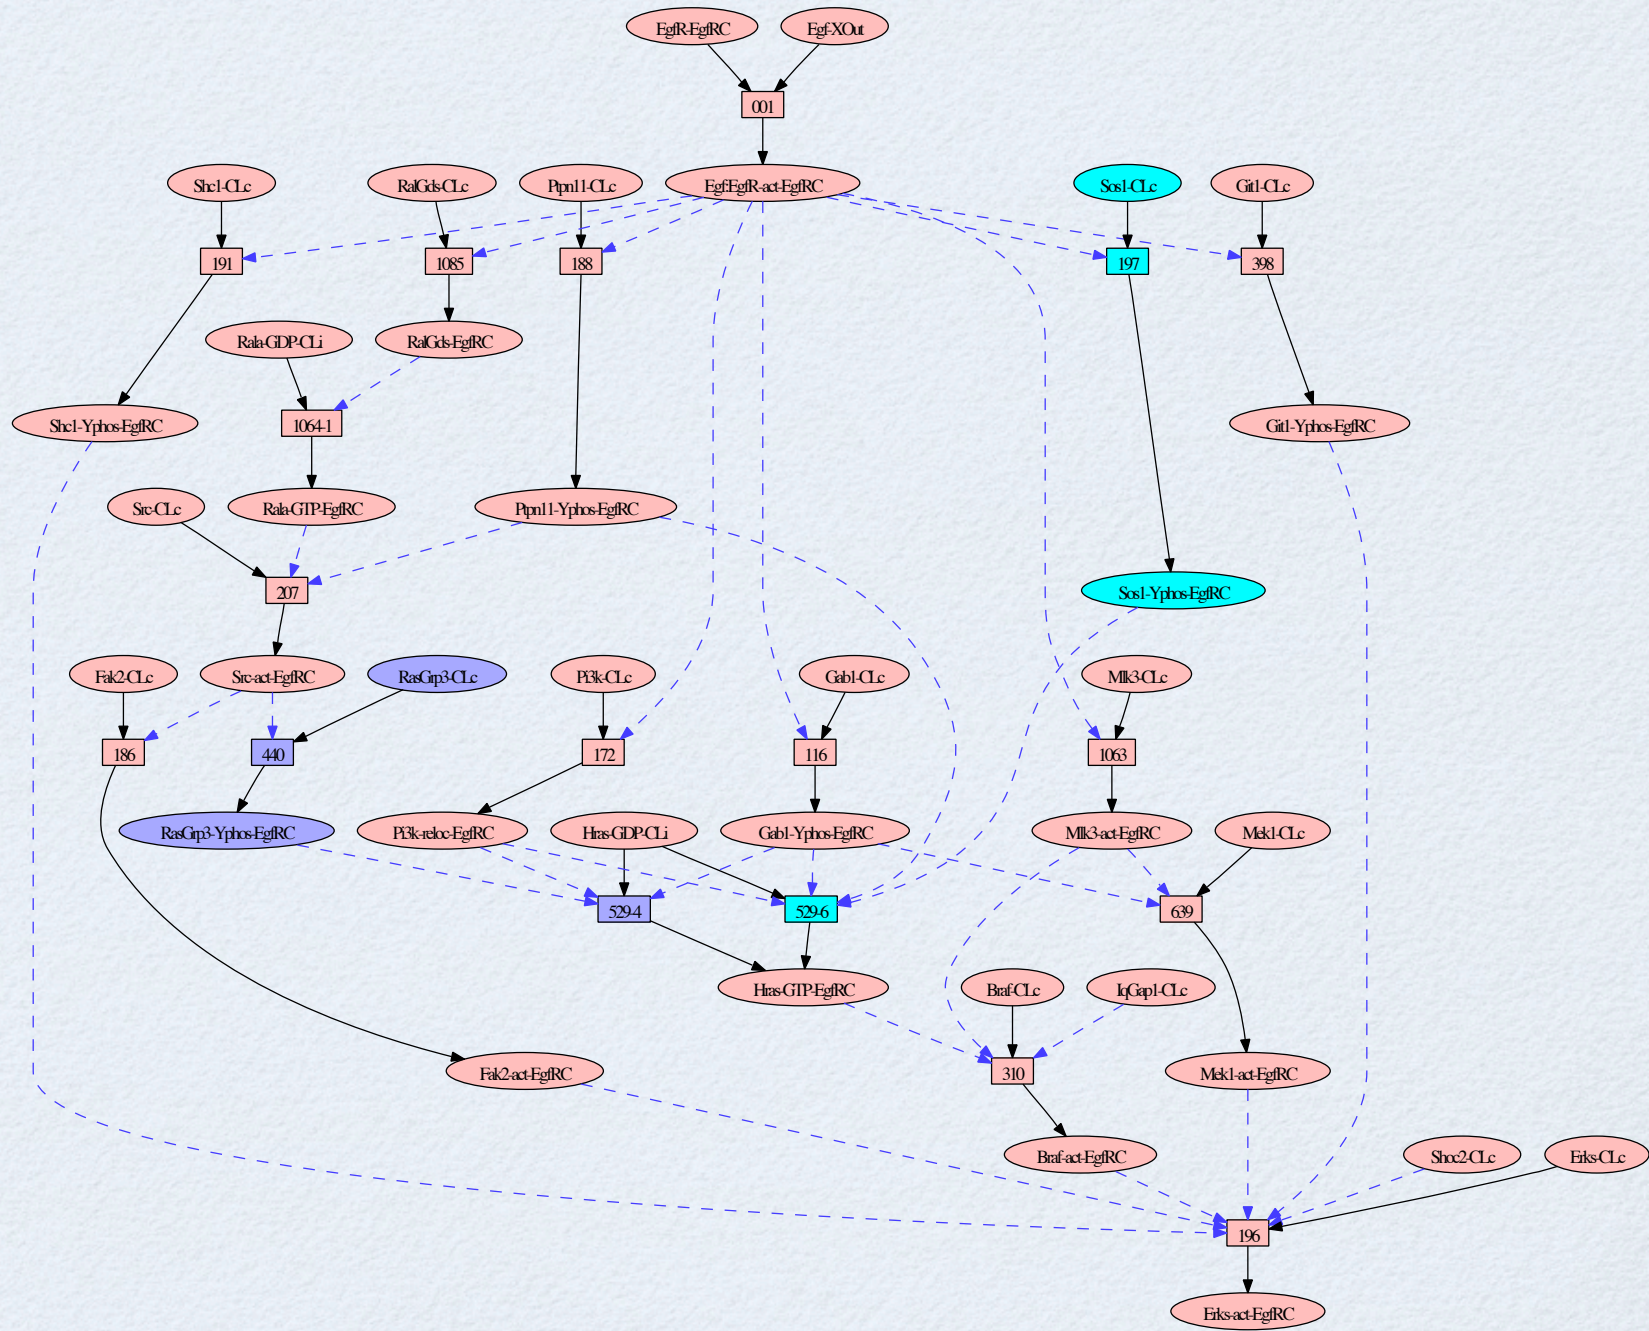 EgfR-EgfRC
Egf-XOut
001
Shc1-CLc
RalGds-CLc
Ptpn11-CLc
Egf:EgfR-act-EgfRC
Sos1-CLc
Git1-CLc
191
1085
188
197
398
Rala-GDP-CLi
RalGds-EgfRC
Shc1-Yphos-EgfRC
1064-1
Git1-Yphos-EgfRC
Src-CLc
Rala-GTP-EgfRC
Ptpn11-Yphos-EgfRC
207
Sos1-Yphos-EgfRC
Fak2-CLc
Src-act-EgfRC
RasGrp3-CLc
Pi3k-CLc
Gab1-CLc
Mlk3-CLc
186
440
172
116
1063
RasGrp3-Yphos-EgfRC
Pi3k-reloc-EgfRC
Hras-GDP-CLi
Gab1-Yphos-EgfRC
Mlk3-act-EgfRC
Mek1-CLc
529-4
529-6
639
Hras-GTP-EgfRC
Braf-CLc
IqGap1-CLc
Fak2-act-EgfRC
310
Mek1-act-EgfRC
Braf-act-EgfRC
Shoc2-CLc
Erks-CLc
196
Erks-act-EgfRC